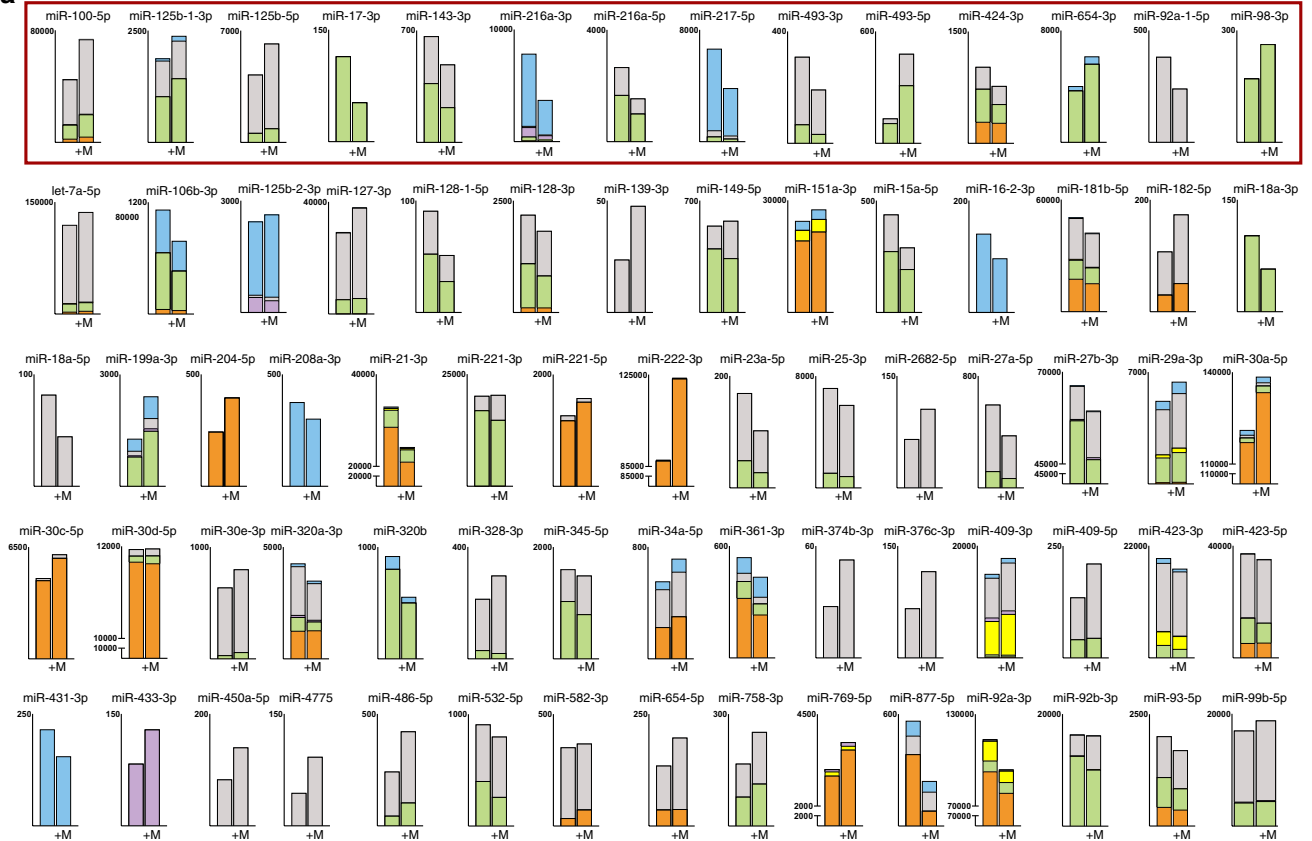 a
miR-100-5p miR-125b-1-3p miR-125b-5p miR-17-3p miR-143-3p miR-216a-3p miR-216a-5p miR-217-5p miR-493-3p miR-493-5p miR-424-3p miR-654-3p miR-92a-1-5p miR-98-3p
80000 2500 7000 150 700 10000 4000 8000 400 600 1500 8000 500 300
+M +M +M +M +M +M +M +M +M +M +M +M +M +M
let-7a-5p miR-106b-3p miR-125b-2-3p miR-127-3p miR-128-1-5p miR-128-3p miR-139-3p miR-149-5p miR-151a-3p miR-15a-5p miR-16-2-3p miR-181b-5p miR-182-5p miR-18a-3p
150000 1200 3000 40000 100 2500 50 700 30000 500 200 60000 200 150
80000
+M +M +M +M +M +M +M +M +M +M +M +M +M +M
miR-18a-5p miR-199a-3p miR-204-5p miR-208a-3p miR-21-3p miR-221-3p miR-221-5p miR-222-3p miR-23a-5p miR-25-3p miR-2682-5p miR-27a-5p miR-27b-3p miR-29a-3p miR-30a-5p
100 3000 500 500 40000 25000 2000 125000 200 8000 150 800 70000 7000 140000
20000 85000 45000 110000
20000 85000 45000 110000
+M +M +M +M +M +M +M +M +M +M +M +M +M +M +M
miR-30c-5p miR-30d-5p miR-30e-3p miR-320a-3p miR-320b miR-328-3p miR-345-5p miR-34a-5p miR-361-3p miR-374b-3p miR-376c-3p miR-409-3p miR-409-5p miR-423-3p miR-423-5p
6500 12000 1000 5000 1000 400 2000 800 600 60 150 20000 250 22000 40000
10000
10000
+M +M +M +M +M +M +M +M +M +M +M +M +M +M +M
miR-431-3p miR-433-3p miR-450a-5p miR-4775 miR-486-5p miR-532-5p miR-582-3p miR-654-5p miR-758-3p miR-769-5p miR-877-5p miR-92a-3p miR-92b-3p miR-93-5p miR-99b-5p
250 150 200 150 500 1000 500 250 300 4500 600 130000 20000 2500 20000
2000 70000
2000 70000
+M +M +M +M +M +M +M +M +M +M +M +M +M +M +M